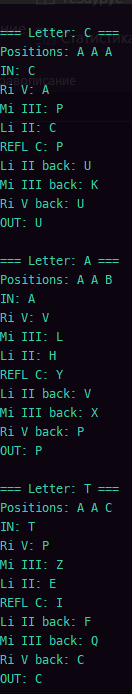 === Letter: C ===
Positions: A A A
IN: C
Ri V: A
Mi III: P
Li II: C
REFL C: P
Li II back: U
Mi III back: K
Ri V back: U
OUT: U

=== Letter: A ===
Positions: A A B
IN: A
Ri V: V
Mi III: L
Li II: H
REFL C: Y
Li II back: V
Mi III back: X
Ri V back: P
OUT: P

=== Letter: T ===
Positions: A A C
IN: T
Ri V: P
Mi III: Z
Li II: E
REFL C: I
Li II back: F
Mi III back: Q
Ri V back: C
OUT: C